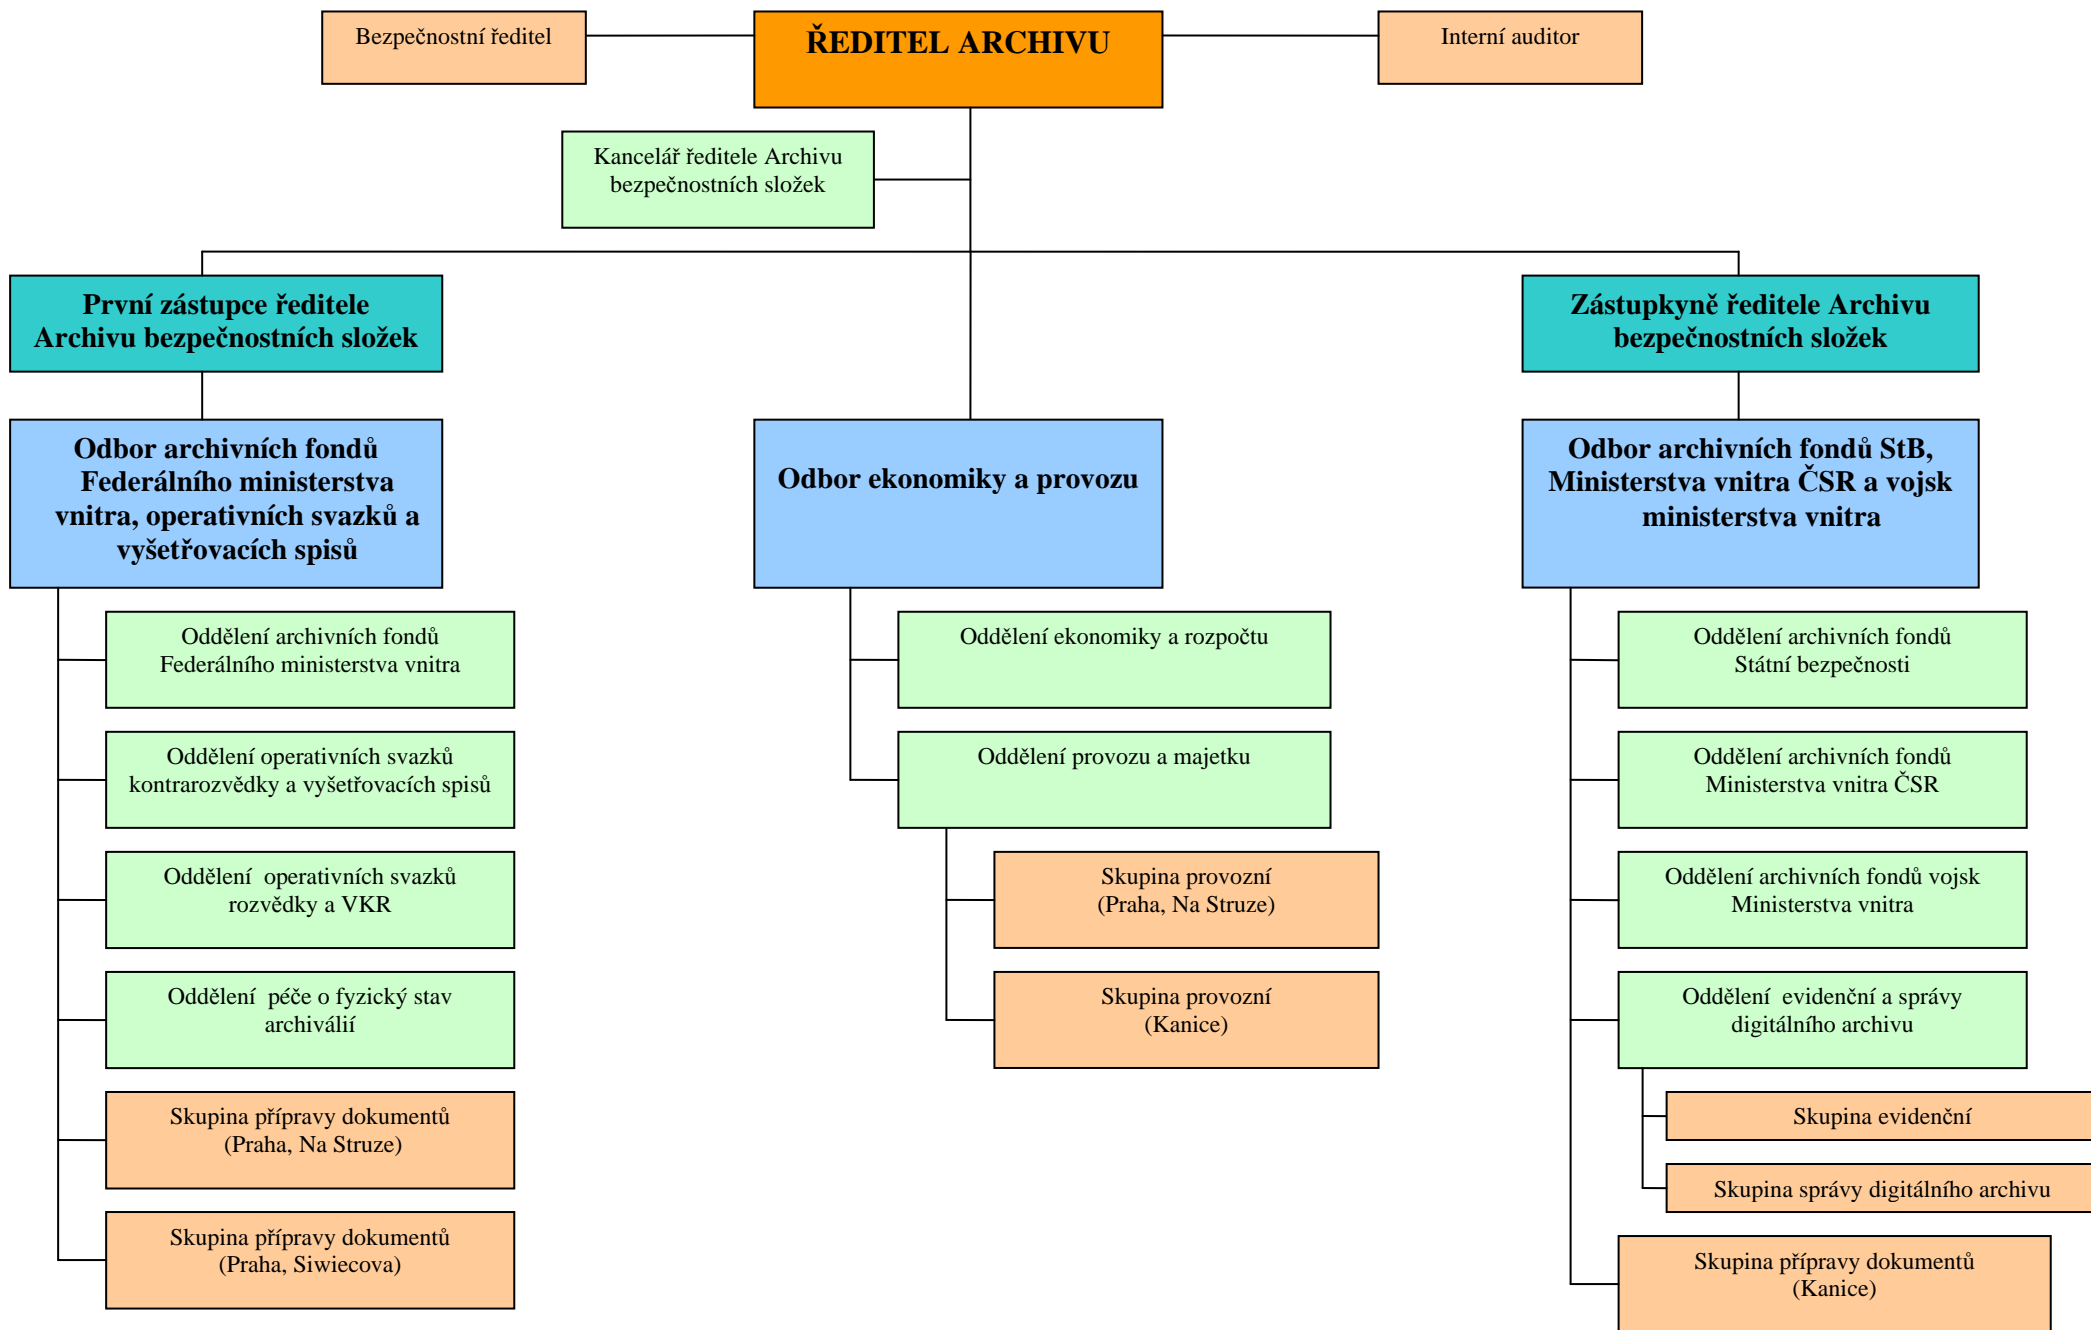 Bezpečnostní ředitel
ŘEDITEL ARCHIVU
Interní auditor
Kancelář ředitele Archivu
bezpečnostních složek
První zástupce ředitele
Archivu bezpečnostních složek
Zástupkyně ředitele Archivu
bezpečnostních složek
Odbor archivních fondů
Federálního ministerstva
vnitra, operativních svazků a
vyšetřovacích spisů
Odbor ekonomiky a provozu
Odbor archivních fondů StB,
Ministerstva vnitra ČSR a vojsk
ministerstva vnitra
Oddělení archivních fondů
Federálního ministerstva vnitra
Oddělení operativních svazků
kontrarozvědky a vyšetřovacích spisů
Oddělení operativních svazků
rozvědky a VKR
Oddělení péče o fyzický stav
archiválií
Skupina přípravy dokumentů
(Praha, Na Struze)
Skupina přípravy dokumentů
(Praha, Siwiecova)
Oddělení ekonomiky a rozpočtu
Oddělení provozu a majetku
Skupina provozní
(Praha, Na Struze)
Skupina provozní
(Kanice)
Oddělení archivních fondů
Státní bezpečnosti
Oddělení archivních fondů
Ministerstva vnitra ČSR
Oddělení archivních fondů vojsk
Ministerstva vnitra
Oddělení evidenční a správy
digitálního archivu
Skupina evidenční
Skupina správy digitálního archivu
Skupina přípravy dokumentů
(Kanice)